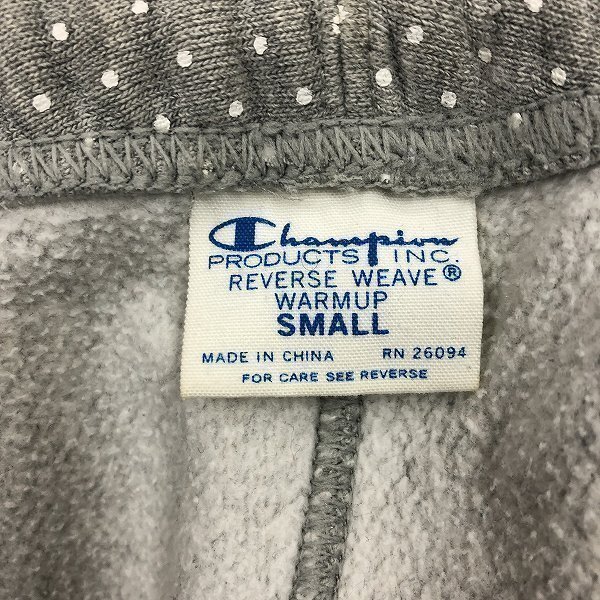 Champion
PRODUCTS INC.
REVERSE WEAVE®
WARMUP
SMALL
MADE IN CHINA RN 26094
FOR CARE SEE REVERSE